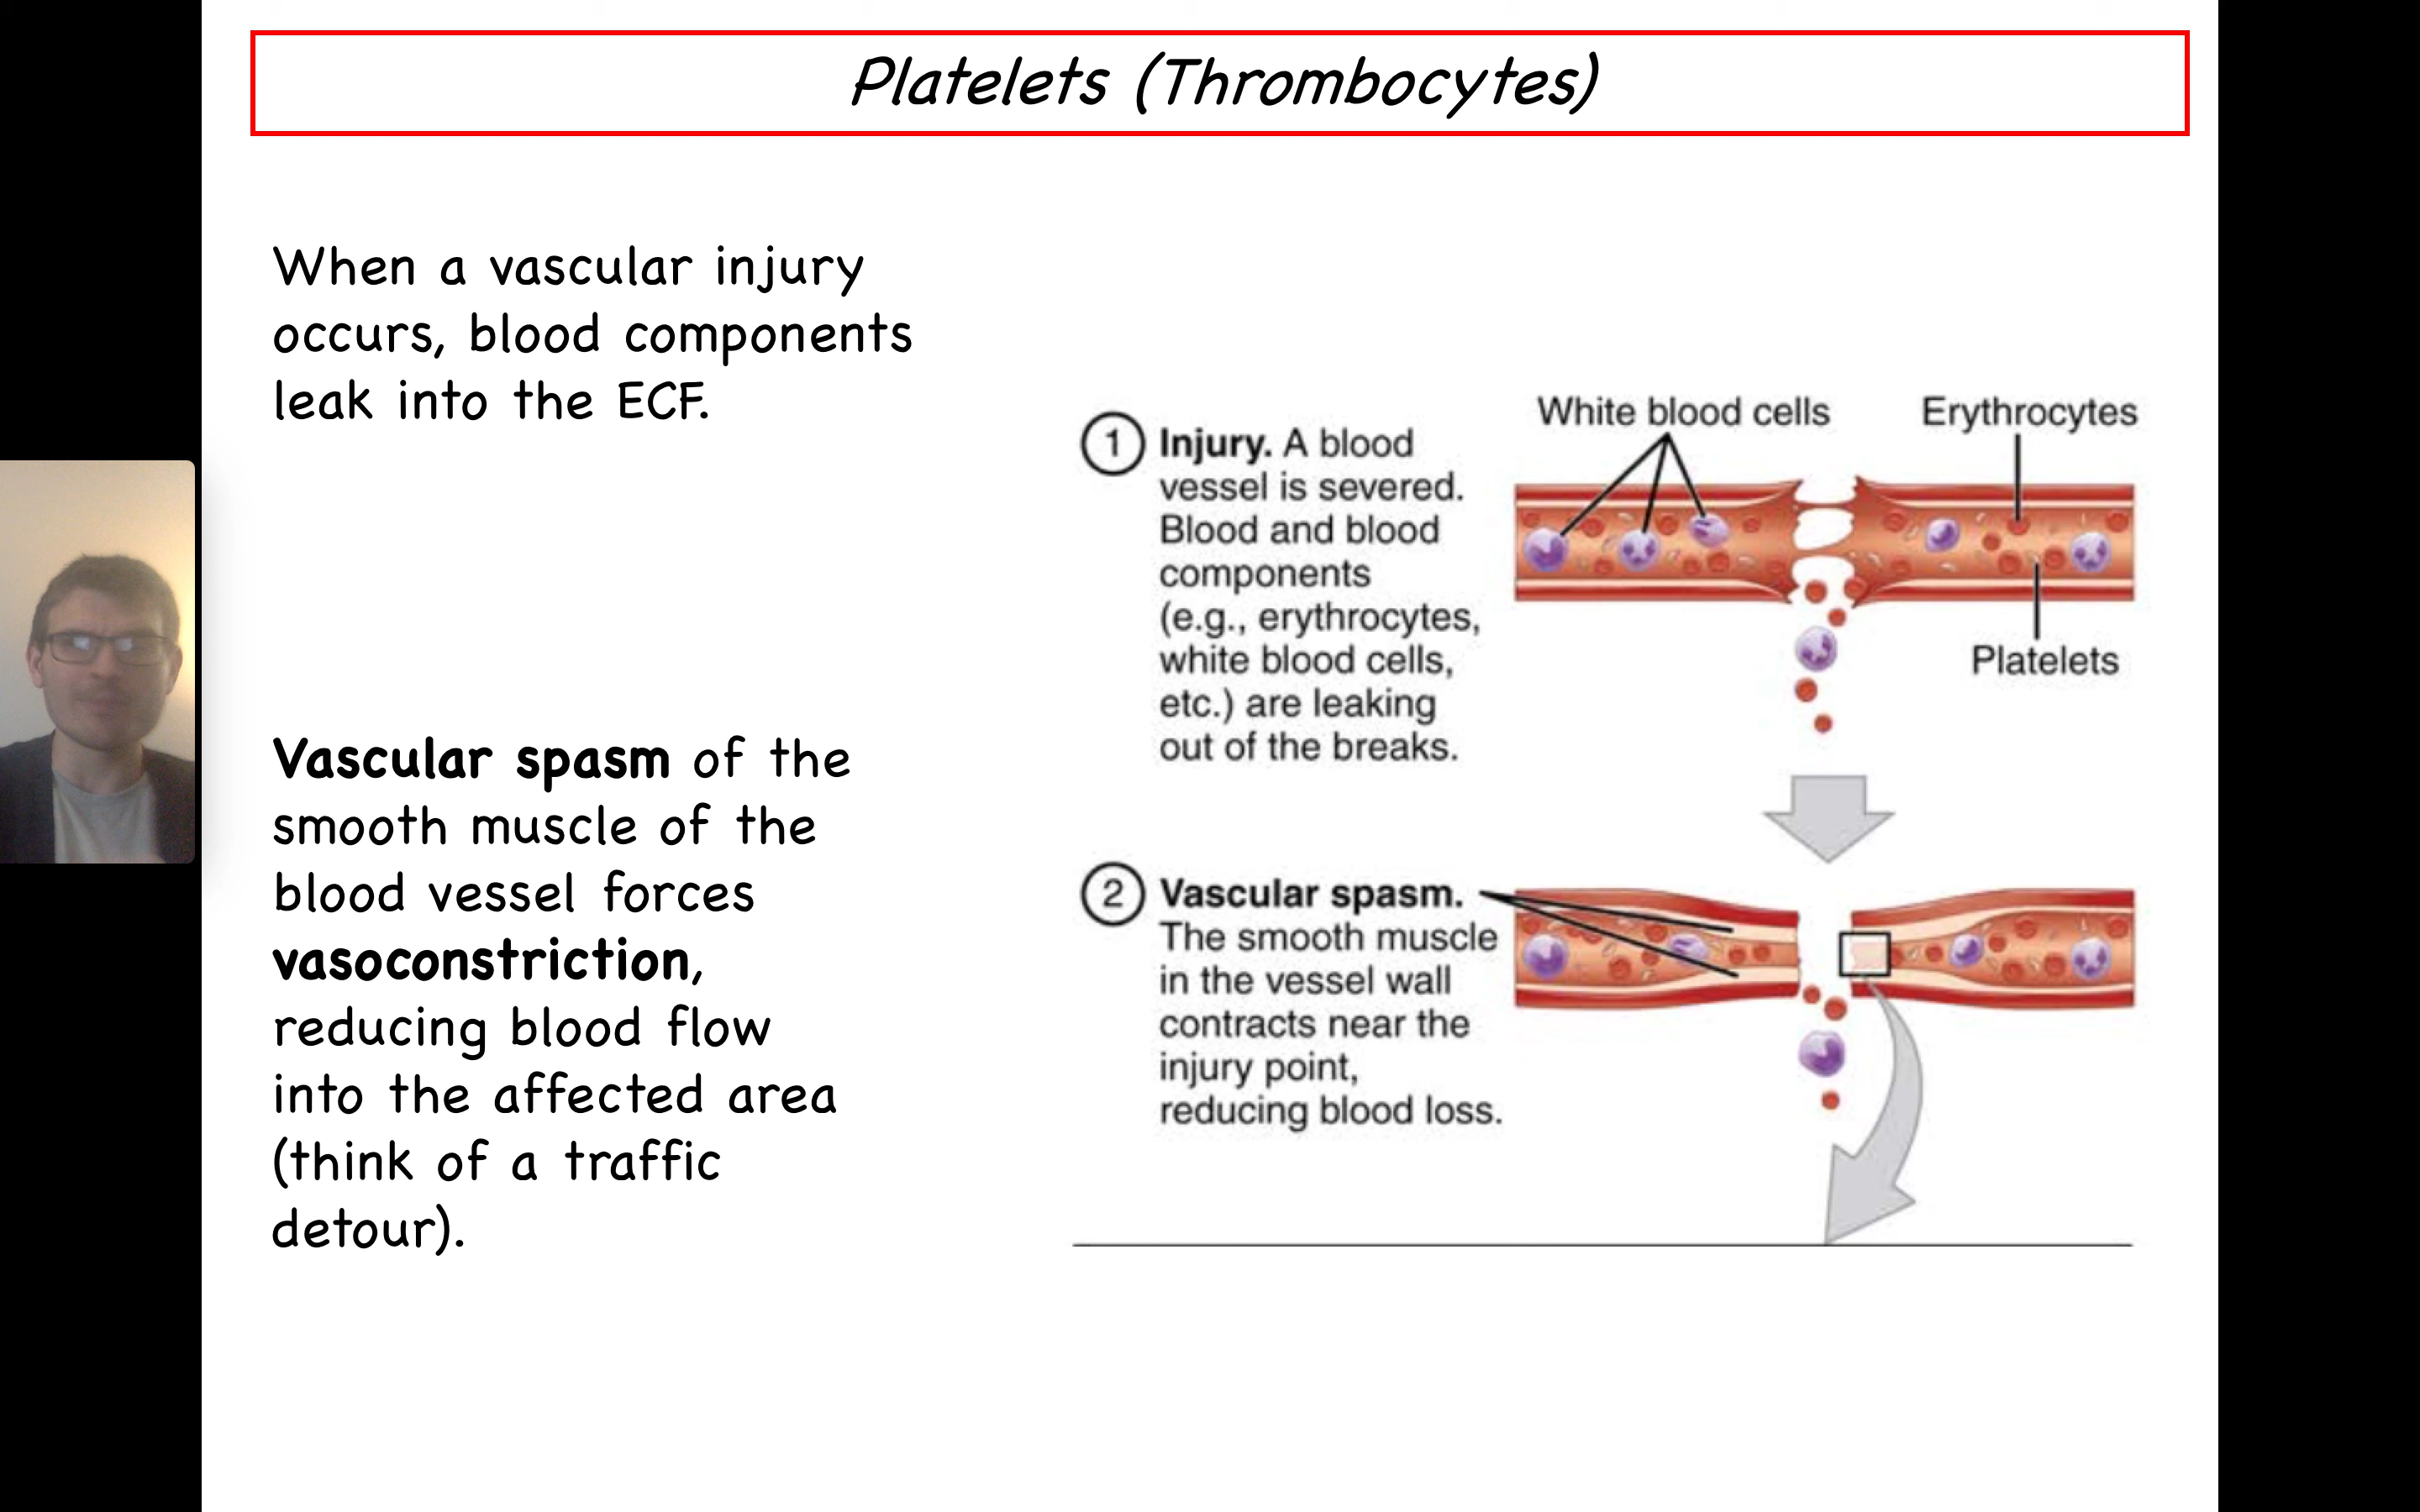 Platelets (Thrombocytes)
When a vascular injury
occurs, blood components
leak into the ECF.
Vascular spasm of the
smooth muscle of the
blood vessel forces
vasoconstriction,
reducing blood flow
into the affected area
(think of a traffic
detour).
White blood cells
Erythrocytes
1 Injury. A blood
vessel is severed.
Blood and blood
components
(e.g., erythrocytes,
white blood cells,
etc.) are leaking
out of the breaks.
Platelets
2 Vascular spasm.
The smooth muscle
in the vessel wall
contracts near the
injury point,
reducing blood loss.